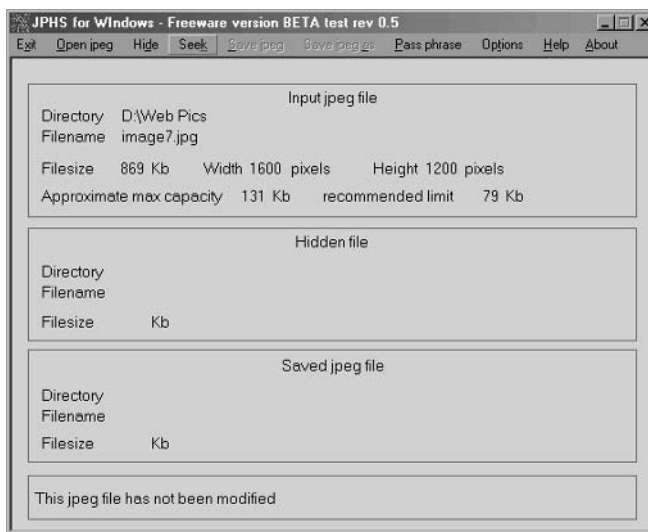 JPHS for WIndows - Freeware version BETA test rev 0.5
Exit Open jpeg Hide Seek Save jpeg Save jpeg as Pass phrase Options Help About
Input jpeg file
Directory D:\Web Pics
Filename image7.jpg
Filesize 869 Kb Width 1600 pixels Height 1200 pixels
Approximate max capacity 131 Kb recommended limit 79 Kb
Hidden file
Directory
Filename
Filesize Kb
Saved jpeg file
Directory
Filename
Filesize Kb
This jpeg file has not been modified